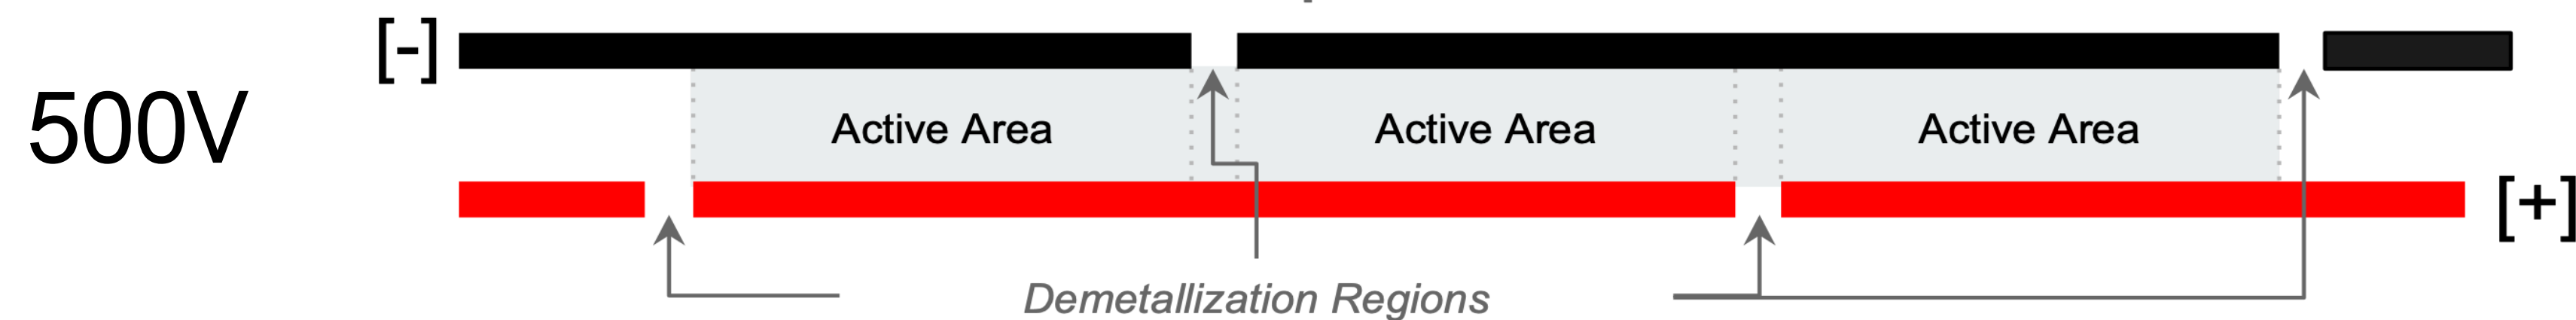 [-]
500V
Active Area Active Area Active Area
[+]
Demetallization Regions